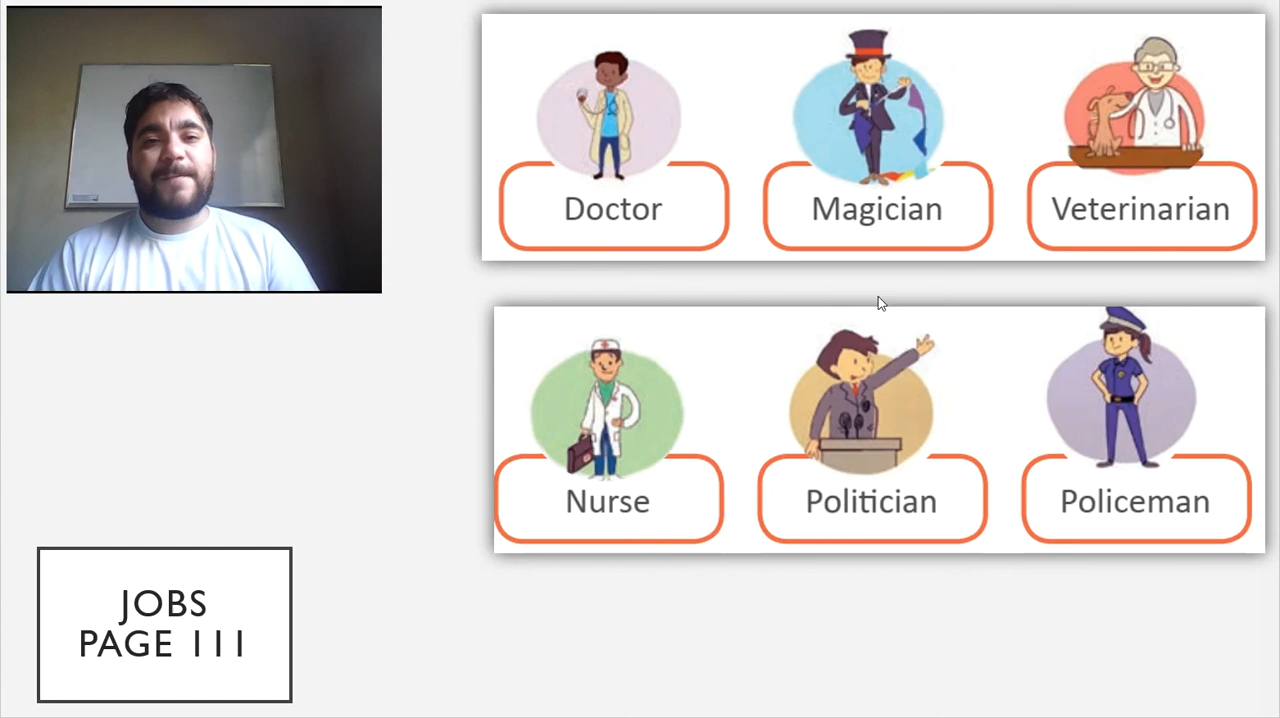 Doctor
Magician
Veterinarian
Nurse
Politician
Policeman
JOBS
PAGE 111